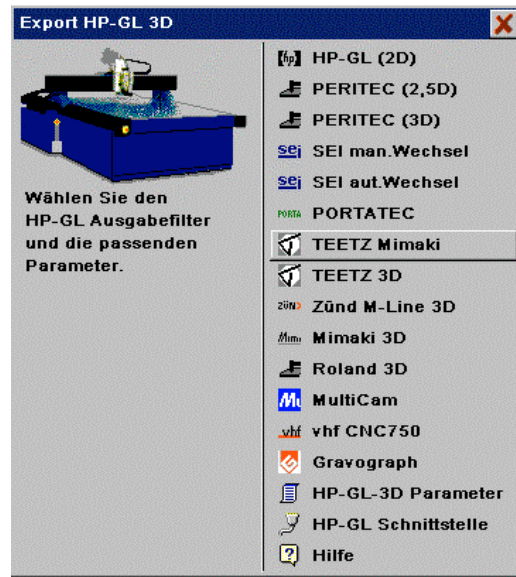 Export HP-GL 3D
Wählen Sie den
HP-GL Ausgabefilter
und die passenden
Parameter.
HP-GL (2D)
PERITEC (2,5D)
PERITEC (3D)
SEI man.Wechsel
SEI aut.Wechsel
PORTATEC
TEETZ Mimaki
TEETZ 3D
Zünd M-Line 3D
Mimaki 3D
Roland 3D
MultiCam
vhf CNC750
Gravograph
HP-GL-3D Parameter
HP-GL Schnittstelle
Hilfe